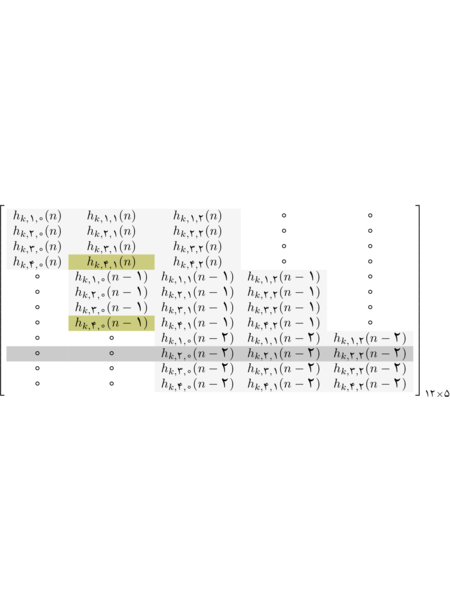 h_{k,۱,۰}(n) h_{k,۱,۱}(n) h_{k,۱,۲}(n) ۰ ۰
h_{k,۲,۰}(n) h_{k,۲,۱}(n) h_{k,۲,۲}(n) ۰ ۰
h_{k,۳,۰}(n) h_{k,۳,۱}(n) h_{k,۳,۲}(n) ۰ ۰
h_{k,۴,۰}(n) h_{k,۴,۱}(n) h_{k,۴,۲}(n) ۰ ۰
۰ h_{k,۱,۰}(n − ۱) h_{k,۱,۱}(n − ۱) h_{k,۱,۲}(n − ۱) ۰
۰ h_{k,۲,۰}(n − ۱) h_{k,۲,۱}(n − ۱) h_{k,۲,۲}(n − ۱) ۰
۰ h_{k,۳,۰}(n − ۱) h_{k,۳,۱}(n − ۱) h_{k,۳,۲}(n − ۱) ۰
۰ h_{k,۴,۰}(n − ۱) h_{k,۴,۱}(n − ۱) h_{k,۴,۲}(n − ۱) ۰
۰ ۰ h_{k,۱,۰}(n − ۲) h_{k,۱,۱}(n − ۲) h_{k,۱,۲}(n − ۲)
۰ ۰ h_{k,۲,۰}(n − ۲) h_{k,۲,۱}(n − ۲) h_{k,۲,۲}(n − ۲)
۰ ۰ h_{k,۳,۰}(n − ۲) h_{k,۳,۱}(n − ۲) h_{k,۳,۲}(n − ۲)
۰ ۰ h_{k,۴,۰}(n − ۲) h_{k,۴,۱}(n − ۲) h_{k,۴,۲}(n − ۲)
۱۲×۵